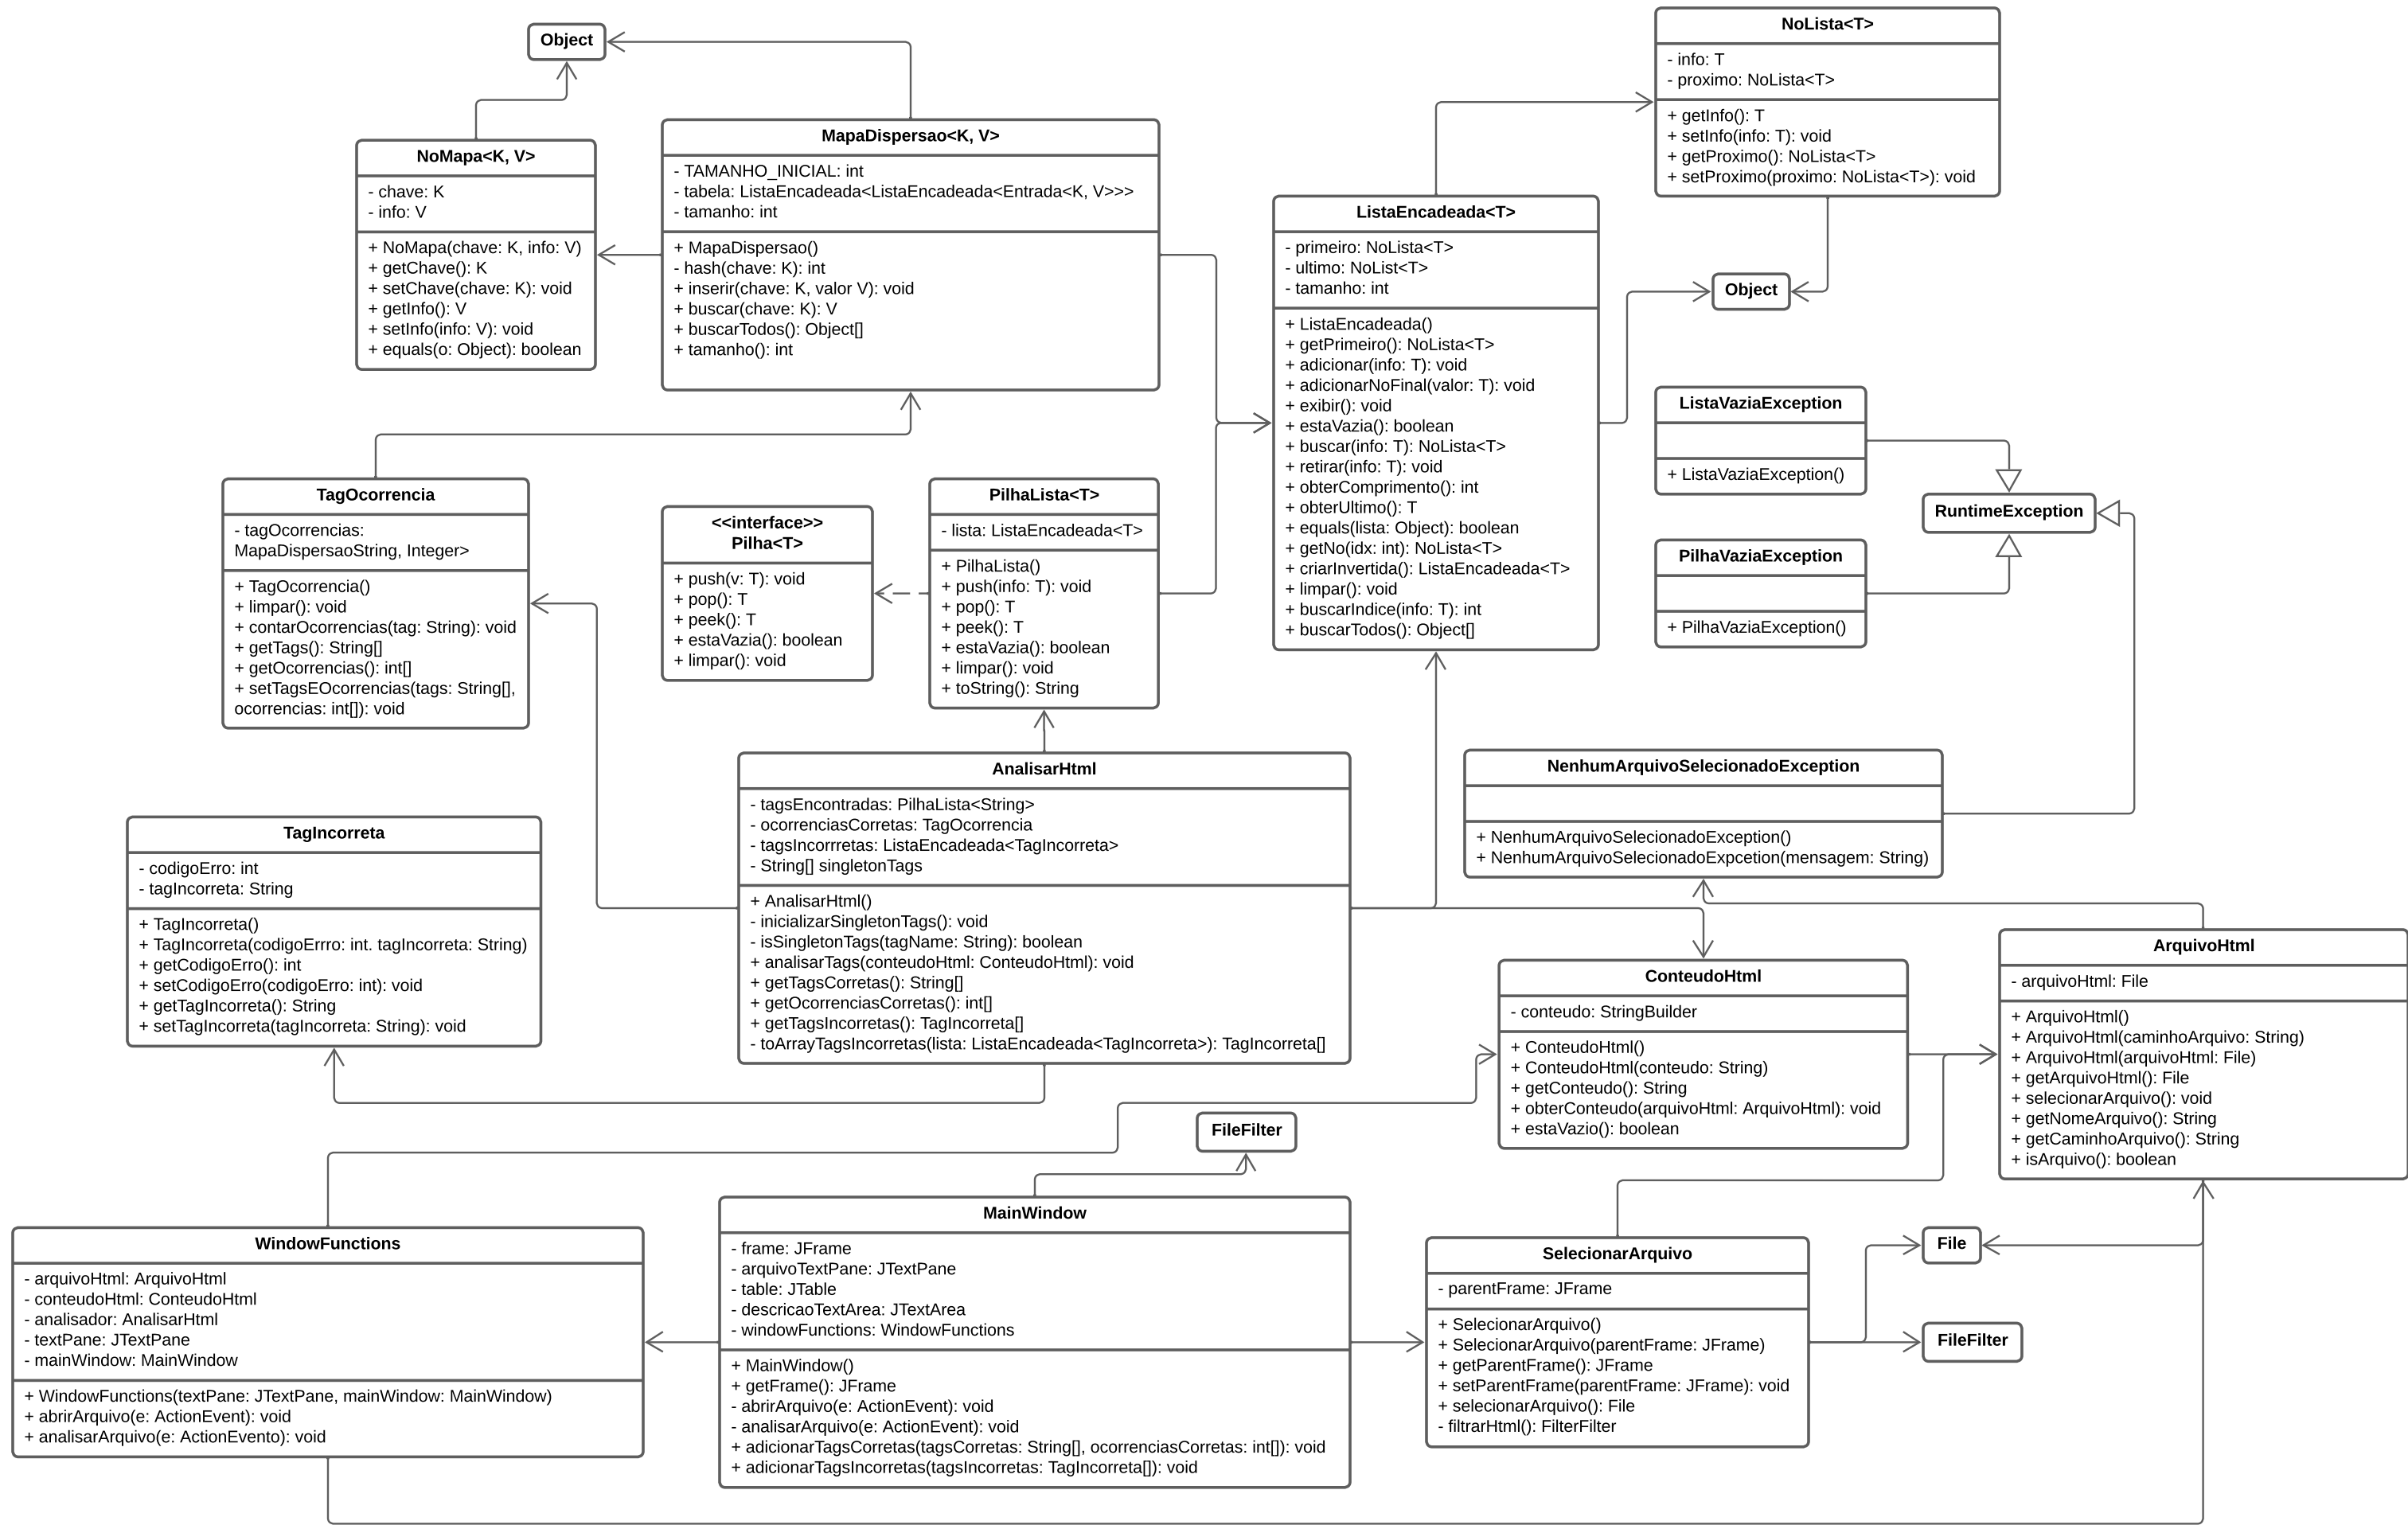 Object
NoMapa<K, V>
- chave: K
- info: V
+ NoMapa(chave: K, info: V)
+ getChave(): K
+ setChave(chave: K): void
+ getInfo(): V
+ setInfo(info: V): void
+ equals(o: Object): boolean
MapaDispersao<K, V>
- TAMANHO_INICIAL: int
- tabela: ListaEncadeada<ListaEncadeada<Entrada<K, V>>>
- tamanho: int
+ MapaDispersao()
- hash(chave: K): int
+ inserir(chave: K, valor V): void
+ buscar(chave: K): V
+ buscarTodos(): Object[]
+ tamanho(): int
NoLista<T>
- info: T
- proximo: NoLista<T>
+ getInfo(): T
+ setInfo(info: T): void
+ getProximo(): NoLista<T>
+ setProximo(proximo: NoLista<T>): void
ListaEncadeada<T>
- primeiro: NoLista<T>
- ultimo: NoList<T>
- tamanho: int
+ ListaEncadeada()
+ getPrimeiro(): NoLista<T>
+ adicionar(info: T): void
+ adicionarNoFinal(valor: T): void
+ exibir(): void
+ estaVazia(): boolean
+ buscar(info: T): NoLista<T>
+ retirar(info: T): void
+ obterComprimento(): int
+ obterUltimo(): T
+ equals(lista: Object): boolean
+ getNo(idx: int): NoLista<T>
+ criarInvertida(): ListaEncadeada<T>
+ limpar(): void
+ buscarIndice(info: T): int
+ buscarTodos(): Object[]
Object
ListaVaziaException
+ ListaVaziaException()
RuntimeException
PilhaVaziaException
+ PilhaVaziaException()
TagOcorrencia
- tagOcorrencias:
MapaDispersaoString, Integer>
+ TagOcorrencia()
+ limpar(): void
+ contarOcorrencias(tag: String): void
+ getTags(): String[]
+ getOcorrencias(): int[]
+ setTagsEOcorrencias(tags: String[],
ocorrencias: int[]): void
<<interface>>
Pilha<T>
+ push(v: T): void
+ pop(): T
+ peek(): T
+ estaVazia(): boolean
+ limpar(): void
PilhaLista<T>
- lista: ListaEncadeada<T>
+ PilhaLista()
+ push(info: T): void
+ pop(): T
+ peek(): T
+ estaVazia(): boolean
+ limpar(): void
+ toString(): String
AnalisarHtml
- tagsEncontradas: PilhaLista<String>
- ocorrenciasCorretas: TagOcorrencia
- tagsIncorrretas: ListaEncadeada<TagIncorreta>
- String[] singletonTags
+ AnalisarHtml()
- inicializarSingletonTags(): void
- isSingletonTags(tagName: String): boolean
+ analisarTags(conteudoHtml: ConteudoHtml): void
+ getTagsCorretas(): String[]
+ getOcorrenciasCorretas(): int[]
+ getTagsIncorretas(): TagIncorreta[]
- toArrayTagsIncorretas(lista: ListaEncadeada<TagIncorreta>): TagIncorreta[]
NenhumArquivoSelecionadoException
+ NenhumArquivoSelecionadoException()
+ NenhumArquivoSelecionadoExpcetion(mensagem: String)
TagIncorreta
- codigoErro: int
- tagIncorreta: String
+ TagIncorreta()
+ TagIncorreta(codigoErrro: int. tagIncorreta: String)
+ getCodigoErro(): int
+ setCodigoErro(codigoErro: int): void
+ getTagIncorreta(): String
+ setTagIncorreta(tagIncorreta: String): void
ConteudoHtml
- conteudo: StringBuilder
+ ConteudoHtml()
+ ConteudoHtml(conteudo: String)
+ getConteudo(): String
+ obterConteudo(arquivoHtml: ArquivoHtml): void
+ estaVazio(): boolean
ArquivoHtml
- arquivoHtml: File
+ ArquivoHtml()
+ ArquivoHtml(caminhoArquivo: String)
+ ArquivoHtml(arquivoHtml: File)
+ getArquivoHtml(): File
+ selecionarArquivo(): void
+ getNomeArquivo(): String
+ getCaminhoArquivo(): String
+ isArquivo(): boolean
FileFilter
WindowFunctions
- arquivoHtml: ArquivoHtml
- conteudoHtml: ConteudoHtml
- analisador: AnalisarHtml
- textPane: JTextPane
- mainWindow: MainWindow
+ WindowFunctions(textPane: JTextPane, mainWindow: MainWindow)
+ abrirArquivo(e: ActionEvent): void
+ analisarArquivo(e: ActionEvento): void
MainWindow
- frame: JFrame
- arquivoTextPane: JTextPane
- table: JTable
- descricaoTextArea: JTextArea
- windowFunctions: WindowFunctions
+ MainWindow()
+ getFrame(): JFrame
- abrirArquivo(e: ActionEvent): void
- analisarArquivo(e: ActionEvent): void
+ adicionarTagsCorretas(tagsCorretas: String[], ocorrenciasCorretas: int[]): void
+ adicionarTagsIncorretas(tagsIncorretas: TagIncorreta[]): void
SelecionarArquivo
- parentFrame: JFrame
+ SelecionarArquivo()
+ SelecionarArquivo(parentFrame: JFrame)
+ getParentFrame(): JFrame
+ setParentFrame(parentFrame: JFrame): void
+ selecionarArquivo(): File
- filtrarHtml(): FilterFilter
File
FileFilter